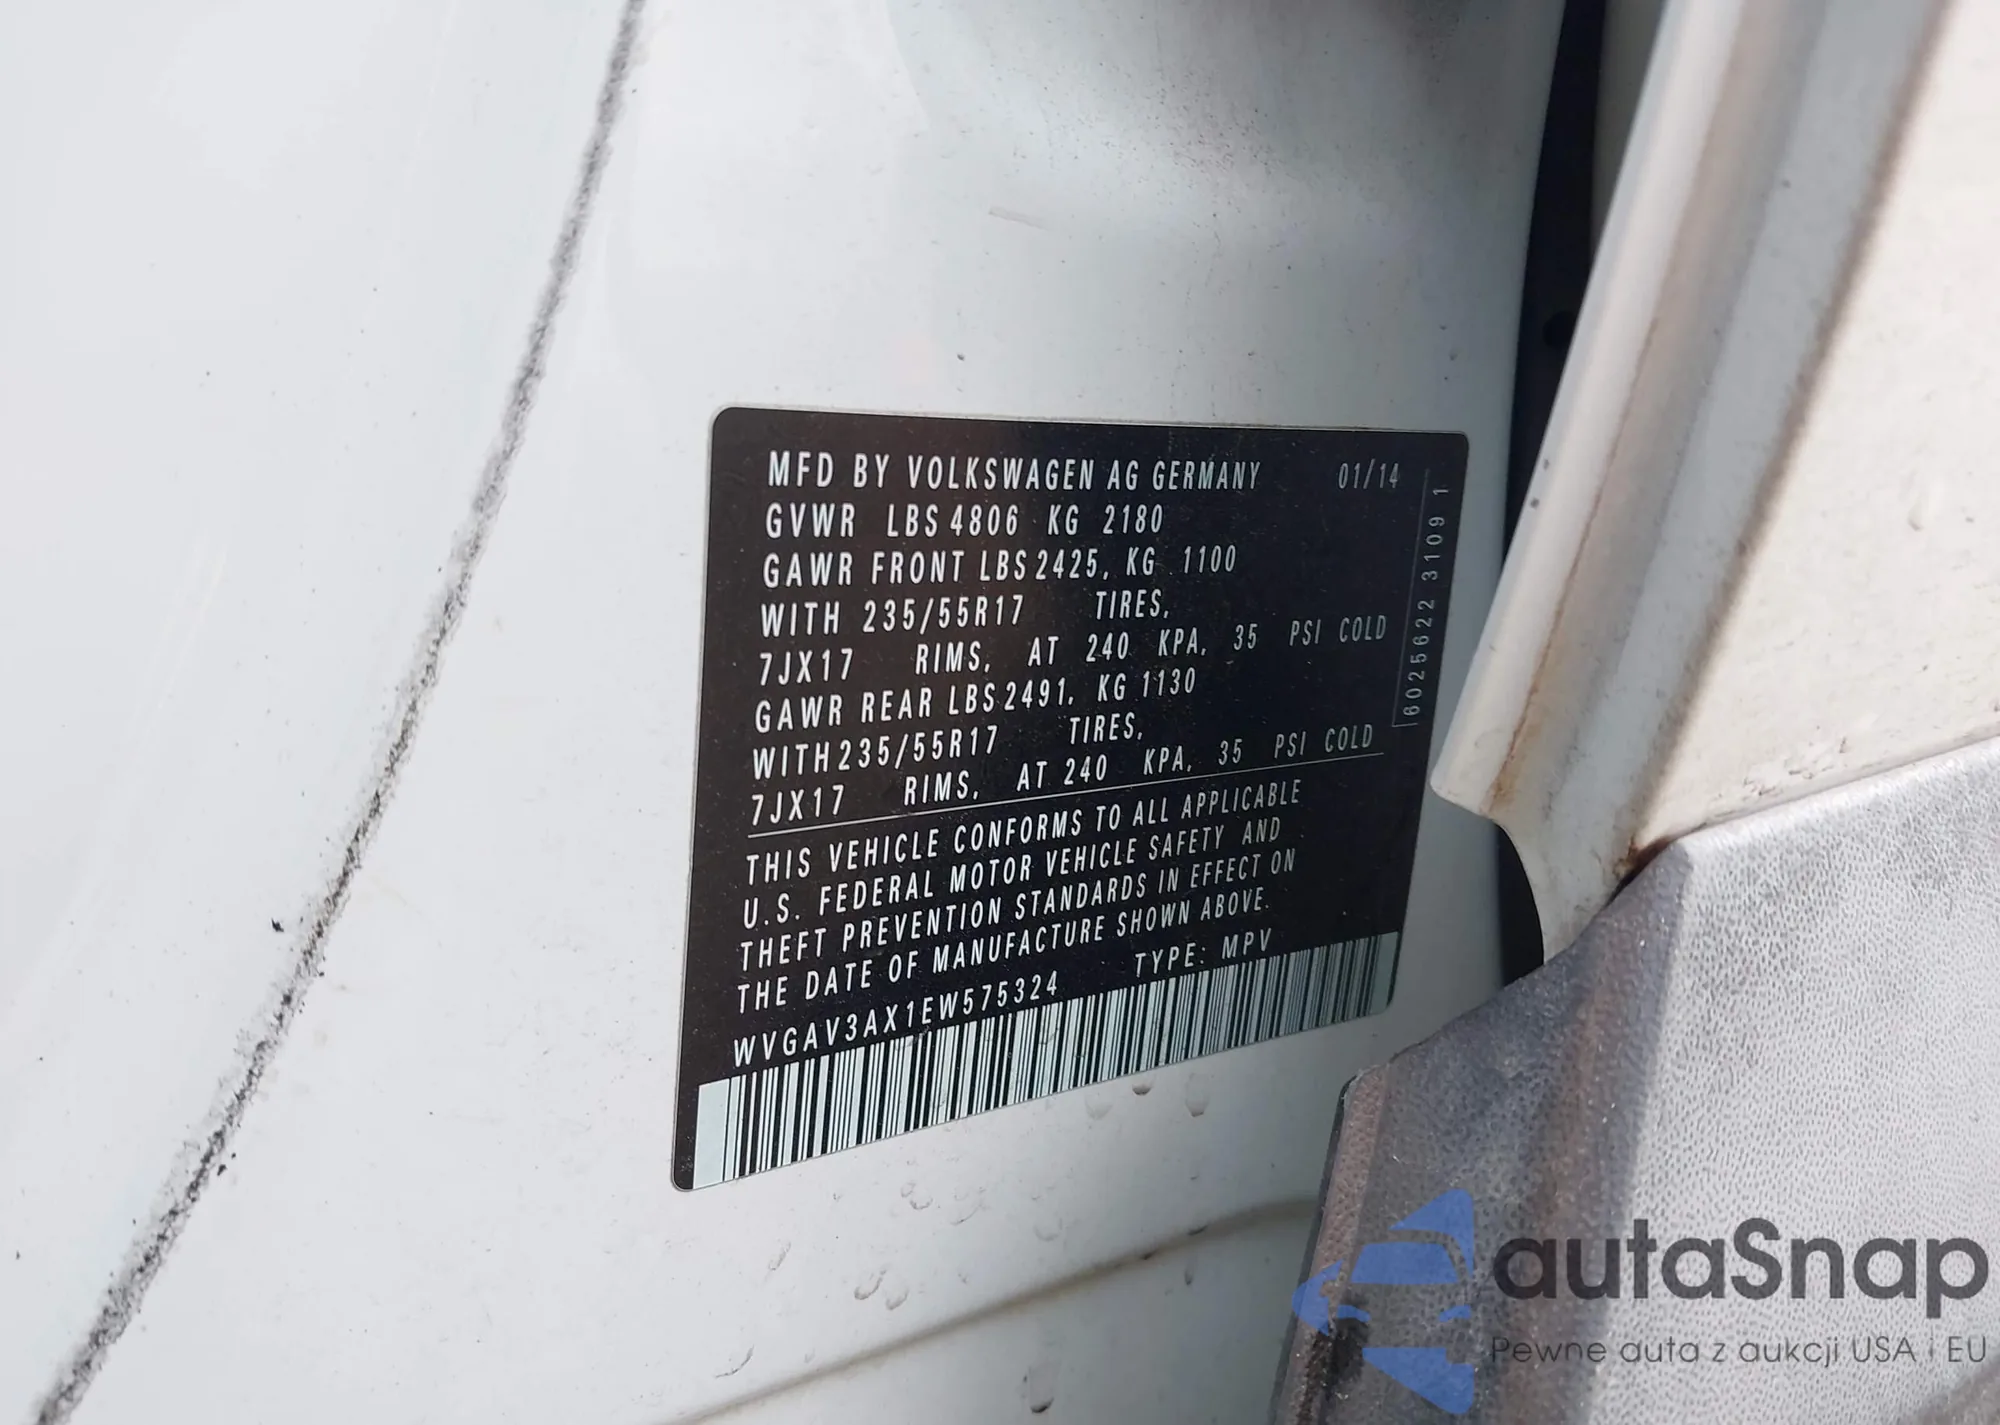 MFD BY VOLKSWAGEN AG GERMANY 01/14
GVWR LBS 4806 KG 2180
GAWR FRONT LBS 2425, KG 1100
WITH 235/55R17 TIRES,
7JX17 RIMS, AT 240 KPA, 35 PSI COLD
GAWR REAR LBS 2491, KG 1130
WITH 235/55R17 TIRES,
7JX17 RIMS, AT 240 KPA, 35 PSI COLD
THIS VEHICLE CONFORMS TO ALL APPLICABLE
U.S. FEDERAL MOTOR VEHICLE SAFETY AND
THEFT PREVENTION STANDARDS IN EFFECT ON
THE DATE OF MANUFACTURE SHOWN ABOVE.
WVGAV3AX1EW575324 TYPE: MPV
6025622 3109 1
autaSnap
Pewne auta z aukcji USA i EU